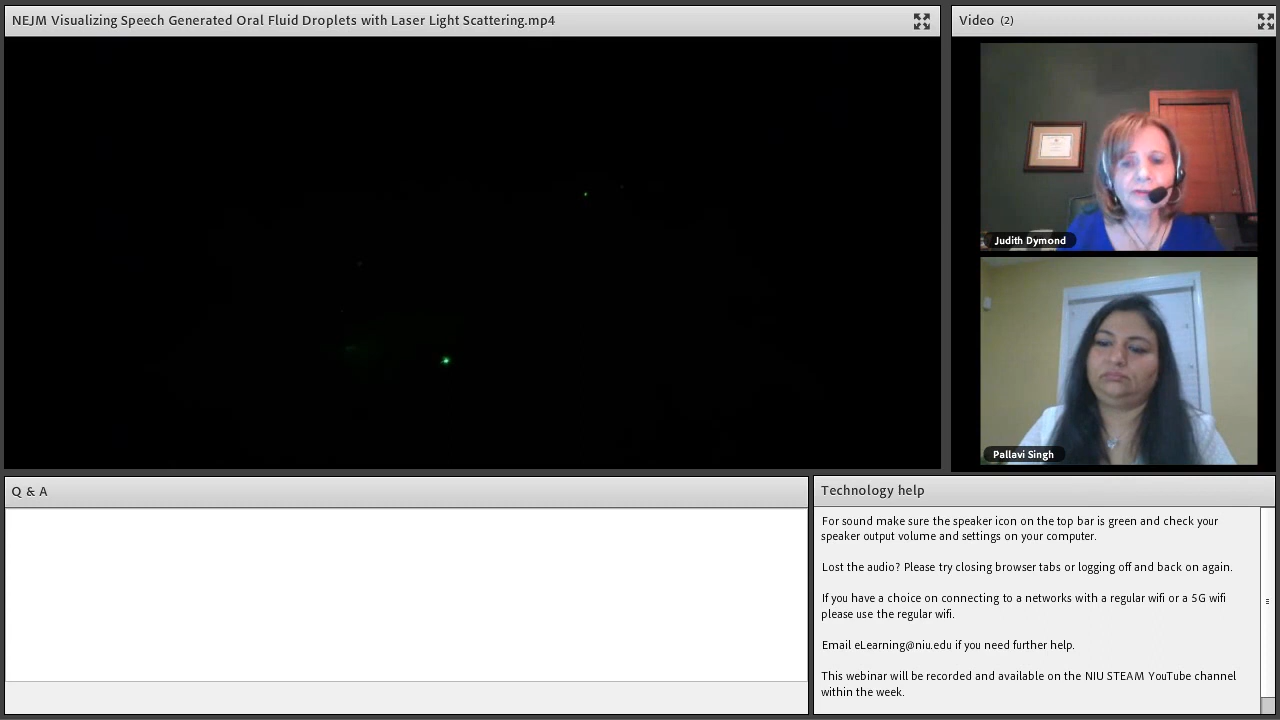 NEJM Visualizing Speech Generated Oral Fluid Droplets with Laser Light Scattering.mp4
Video (2)
Judith Dymond
Pallavi Singh
Q & A
Technology help
For sound make sure the speaker icon on the top bar is green and check your
speaker output volume and settings on your computer.
Lost the audio? Please try closing browser tabs or logging off and back on again.
If you have a choice on connecting to a networks with a regular wifi or a 5G wifi
please use the regular wifi.
Email eLearning@niu.edu if you need further help.
This webinar will be recorded and available on the NIU STEAM YouTube channel
within the week.